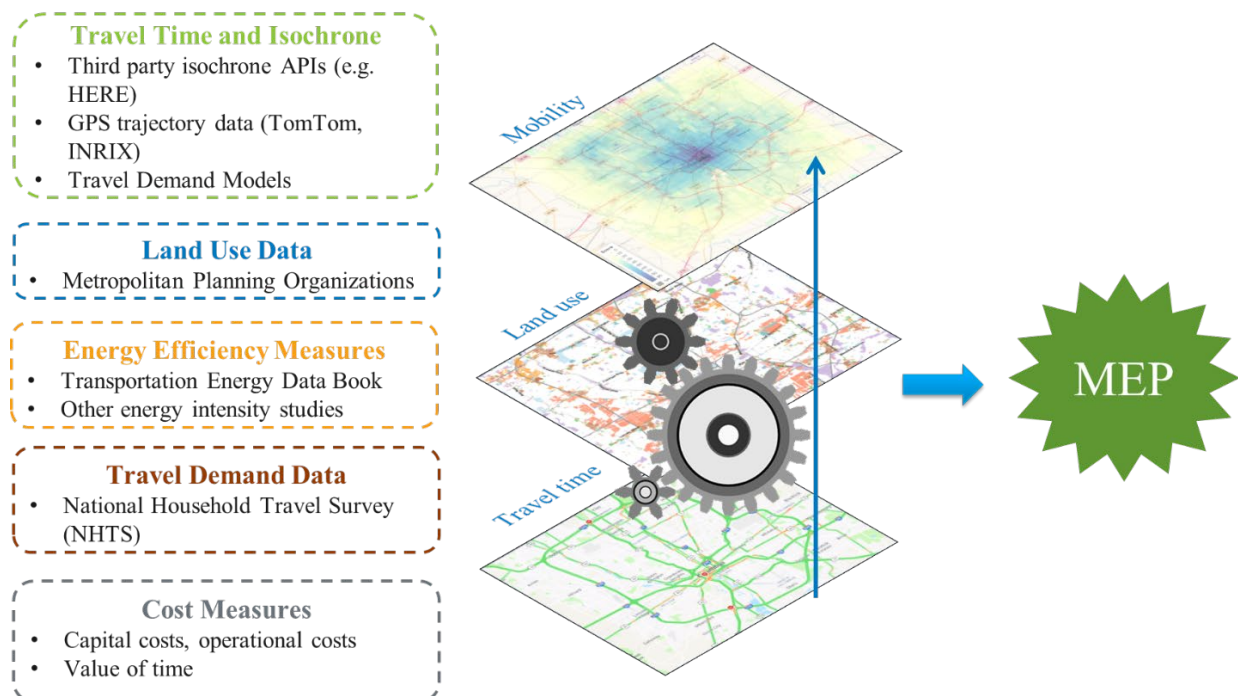 Travel Time and Isochrone
• Third party isochrone APIs (e.g.
HERE)
• GPS trajectory data (TomTom,
INRIX)
• Travel Demand Models
Land Use Data
• Metropolitan Planning Organizations
Energy Efficiency Measures
• Transportation Energy Data Book
• Other energy intensity studies
Travel Demand Data
• National Household Travel Survey
(NHTS)
Cost Measures
• Capital costs, operational costs
• Value of time
Mobility
Land use
Travel time
MEP